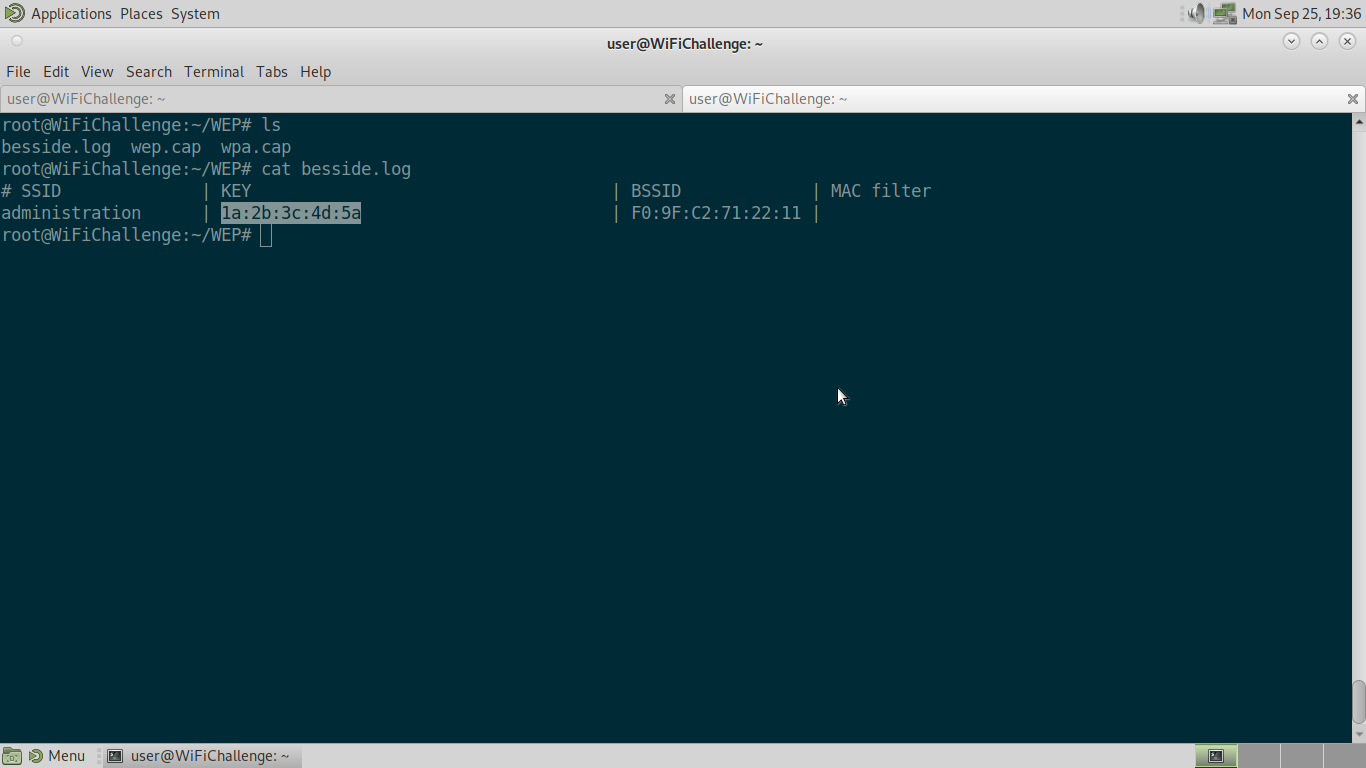 Applications Places System Mon Sep 25, 19:36
user@WiFiChallenge: ~
File Edit View Search Terminal Tabs Help
user@WiFiChallenge: ~ user@WiFiChallenge: ~
root@WiFiChallenge:~/WEP# ls
besside.log wep.cap wpa.cap
root@WiFiChallenge:~/WEP# cat besside.log
# SSID | KEY | BSSID | MAC filter
administration | 1a:2b:3c:4d:5a | F0:9F:C2:71:22:11 |
root@WiFiChallenge:~/WEP#
Menu user@WiFiChallenge: ~